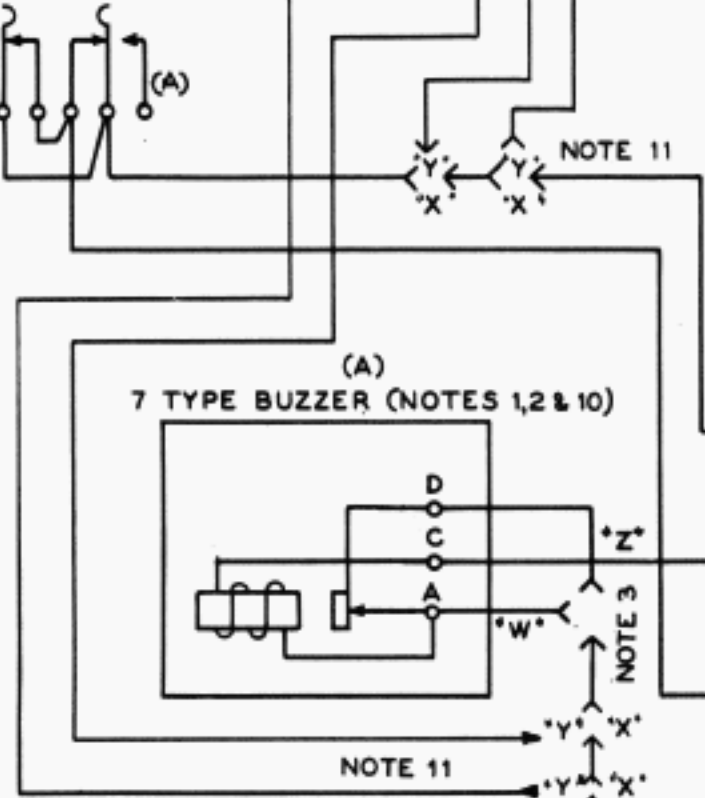 (A)
NOTE 11
"Y" "Y"
"X" "X"
(A)
7 TYPE BUZZER (NOTES 1,2 & 10)
D
"Z"
C
A
"W"
NOTE 3
"Y" "X"
NOTE 11
"Y" "X"